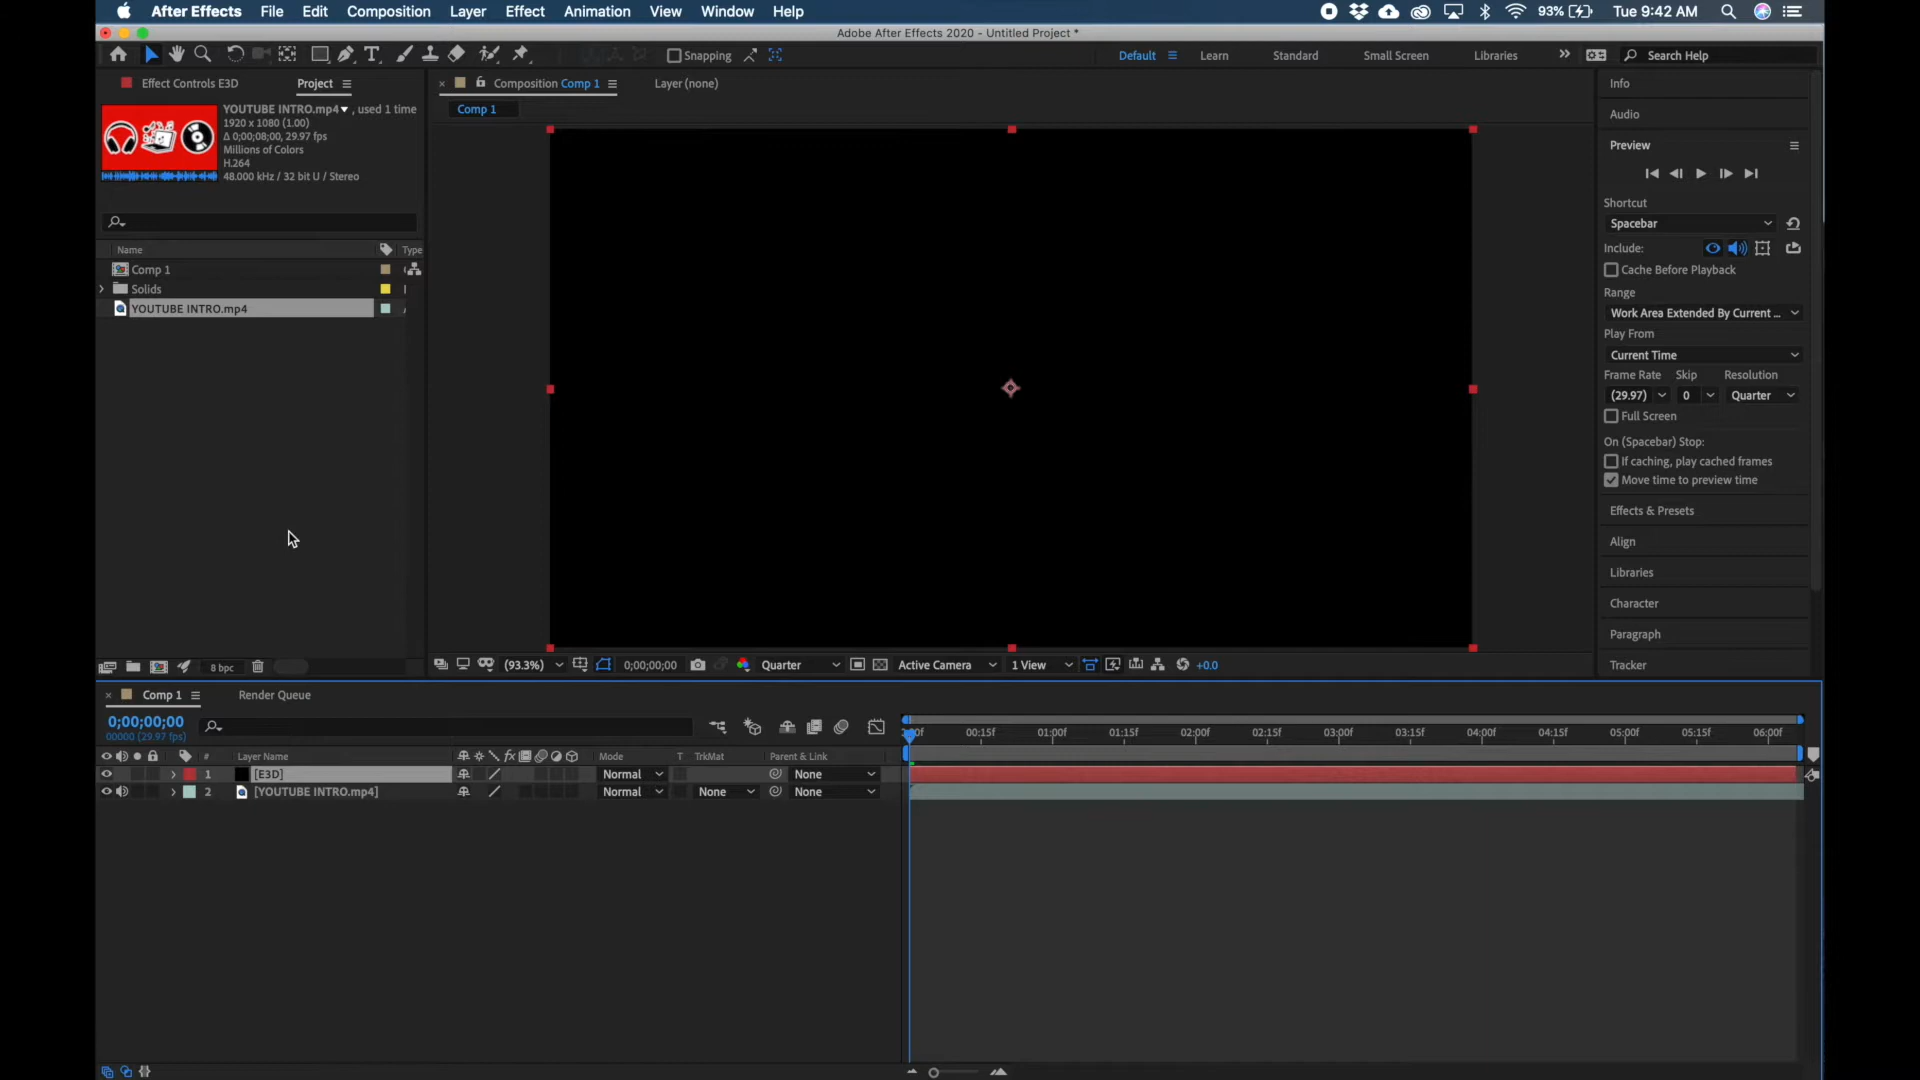 After Effects File Edit Composition Layer Effect Animation View Window Help 93% Tue 9:42 AM
Adobe After Effects 2020 - Untitled Project *
Snapping Default Learn Standard Small Screen Libraries Search Help
Effect Controls E3D Project Composition Comp 1 Layer (none) Info
YOUTUBE INTRO.mp4 , used 1 time
1920 x 1080 (1.00)
Δ 0;00;08;00, 29.97 fps
Millions of Colors
H.264
48.000 kHz / 32 bit U / Stereo
Comp 1
Audio
Preview
Shortcut
Spacebar
Include:
Cache Before Playback
Range
Work Area Extended By Current ...
Play From
Current Time
Frame Rate Skip Resolution
(29.97) 0 Quarter
Full Screen
On (Spacebar) Stop:
If caching, play cached frames
Move time to preview time
Effects & Presets
Align
Libraries
Character
Paragraph
Tracker
Name Type
Comp 1
Solids
YOUTUBE INTRO.mp4
8 bpc (93.3%) 0;00;00;00 Quarter Active Camera 1 View +0.0
Comp 1 Render Queue
0;00;00;00
00000 (29.97 fps)
00:15f 01:00f 01:15f 02:00f 02:15f 03:00f 03:15f 04:00f 04:15f 05:00f 05:15f 06:00f
# Layer Name fx Mode T TrkMat Parent & Link
1 [E3D] Normal None
2 [YOUTUBE INTRO.mp4] Normal None None